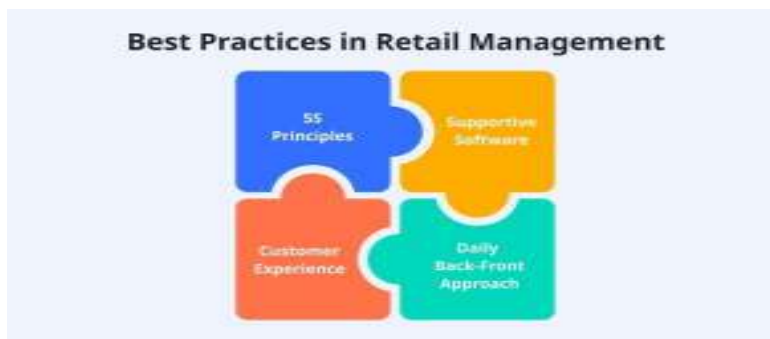 Best Practices in Retail Management
5S
Principles
Supportive
Software
Customer
Experience
Daily
Back-Front
Approach